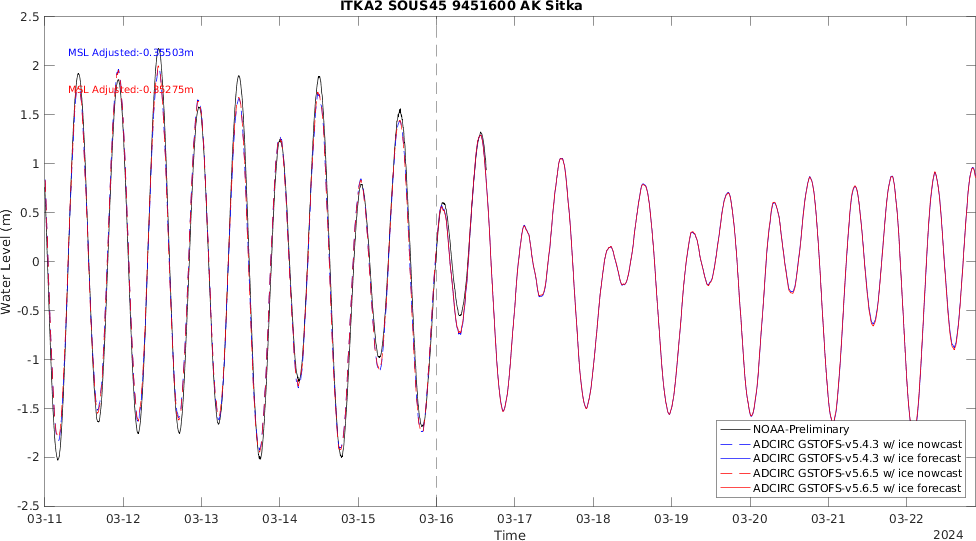 ITKA2 SOUS45 9451600 AK Sitka
2.5
2
1.5
1
0.5
0
-0.5
-1
-1.5
-2
-2.5
Water Level (m)
MSL Adjusted:-0.35503m
MSL Adjusted:-0.35275m
NOAA-Preliminary
ADCIRC GSTOFS-v5.4.3 w/ ice nowcast
ADCIRC GSTOFS-v5.4.3 w/ ice forecast
ADCIRC GSTOFS-v5.6.5 w/ ice nowcast
ADCIRC GSTOFS-v5.6.5 w/ ice forecast
03-11 03-12 03-13 03-14 03-15 03-16 03-17 03-18 03-19 03-20 03-21 03-22
Time
2024